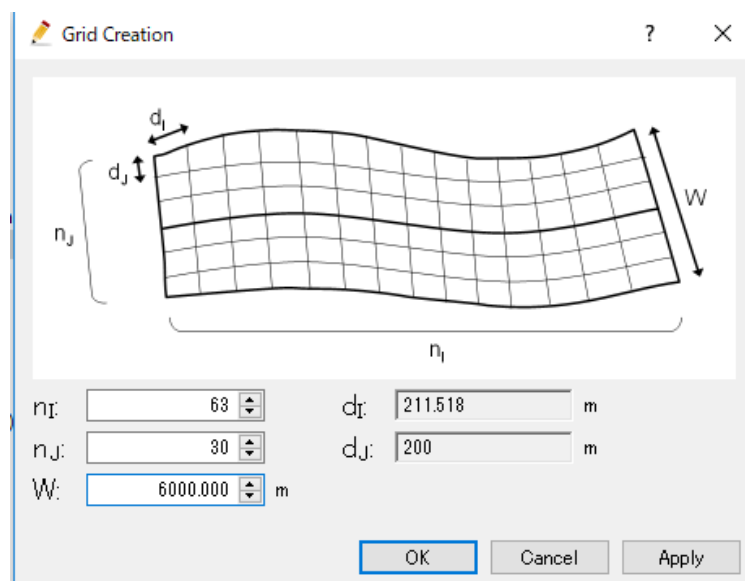 Grid Creation ? ×
dI
dJ
W
nJ
nI
nI: 63 dI: 211.518 m
nJ: 30 dJ: 200 m
W: 6000.000 m
OK Cancel Apply